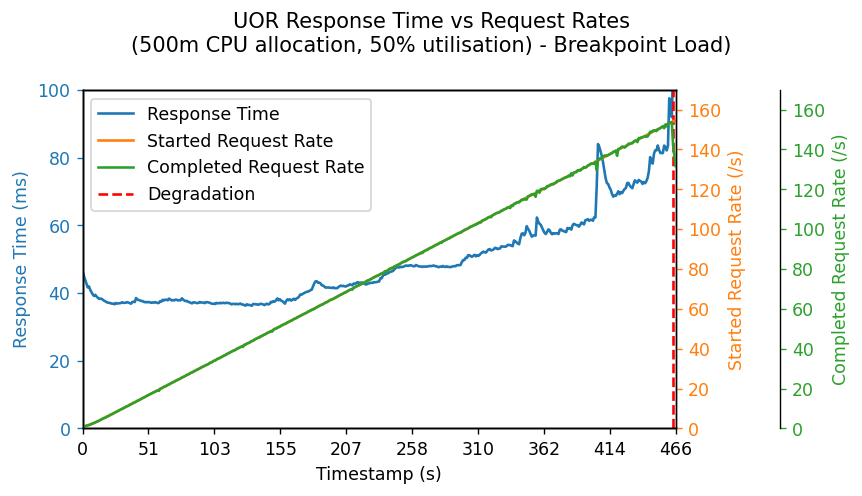 UOR Response Time vs Request Rates
(500m CPU allocation, 50% utilisation) - Breakpoint Load)
Response Time
Started Request Rate
Completed Request Rate
Degradation
Response Time (ms)
100
80
60
40
20
0
0 51 103 155 207 258 310 362 414 466
Timestamp (s)
160
140
120
100
80
60
40
20
0
Started Request Rate (/s)
160
140
120
100
80
60
40
20
0
Completed Request Rate (/s)